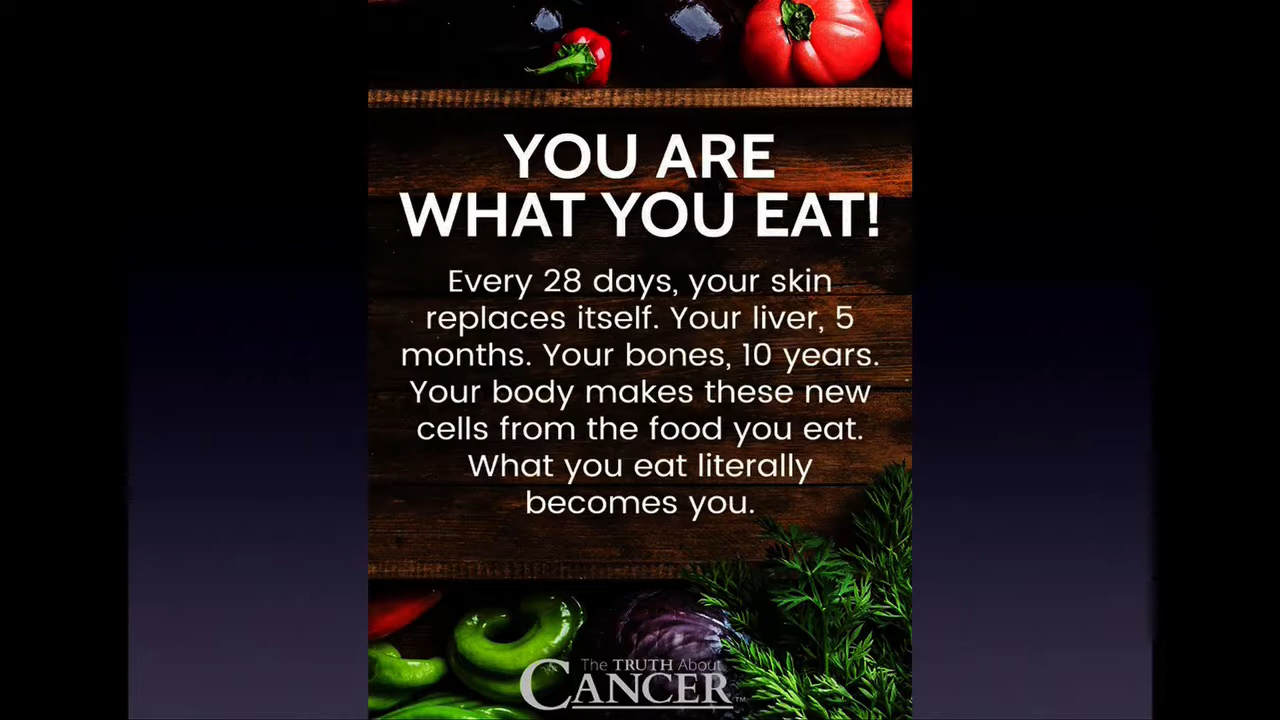 YOU ARE
WHAT YOU EAT!
Every 28 days, your skin
replaces itself. Your liver, 5
months. Your bones, 10 years.
Your body makes these new
cells from the food you eat.
What you eat literally
becomes you.
The TRUTH About
CANCER™